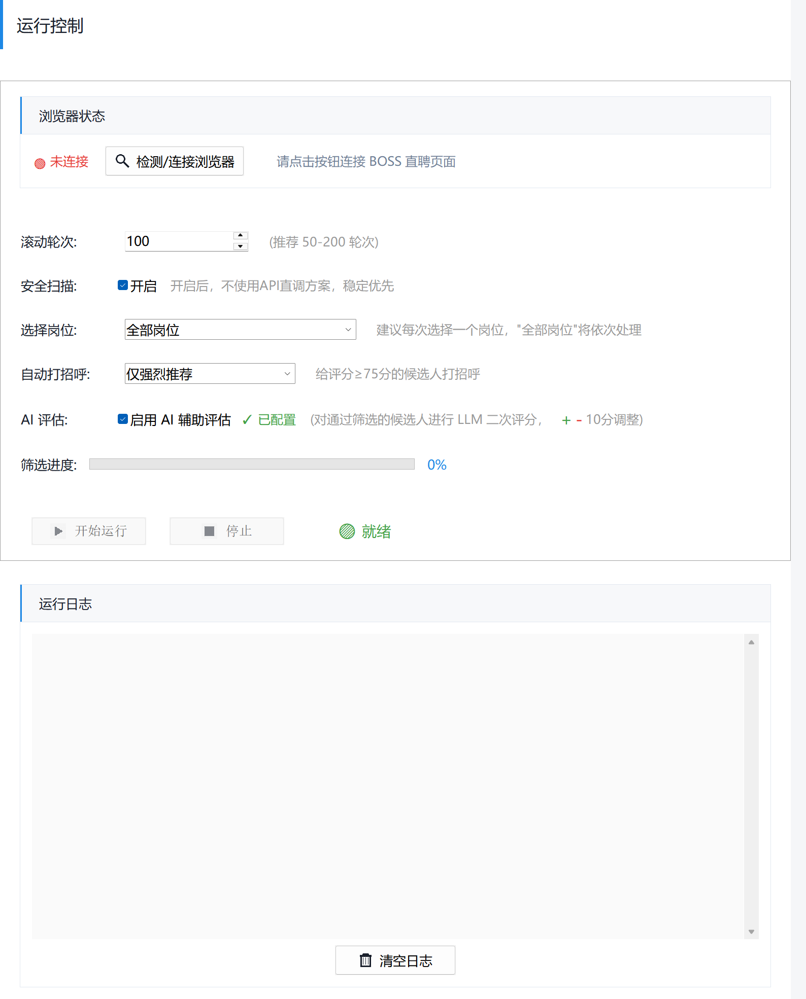 运行控制
浏览器状态
未连接 检测/连接浏览器 请点击按钮连接 BOSS 直聘页面
滚动轮次: 100 (推荐 50-200 轮次)
安全扫描: 开启 开启后，不使用API直调方案，稳定优先
选择岗位: 全部岗位 建议每次选择一个岗位，"全部岗位"将依次处理
自动打招呼: 仅强烈推荐 给评分≥75分的候选人打招呼
AI 评估: 启用 AI 辅助评估 ✓ 已配置 (对通过筛选的候选人进行 LLM 二次评分， + - 10分调整)
筛选进度: 0%
开始运行 停止 就绪
运行日志
清空日志